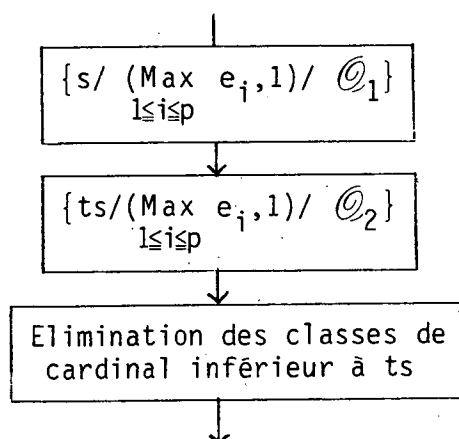 {s/ (Max e_i,1)/ 𝒪_1}
1≦i≦p
{ts/(Max e_i,1)/ 𝒪_2}
1≦i≦p
Elimination des classes de
cardinal inférieur à ts